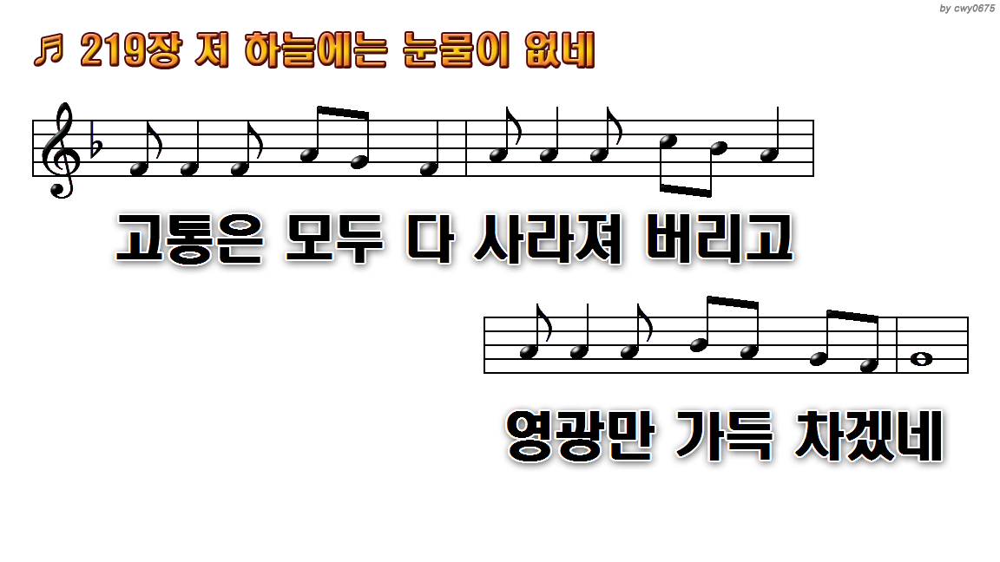 by cwy0675
♬ 219장 저 하늘에는 눈물이 없네
고통은 모두 다 사라져 버리고
영광만 가득 차겠네